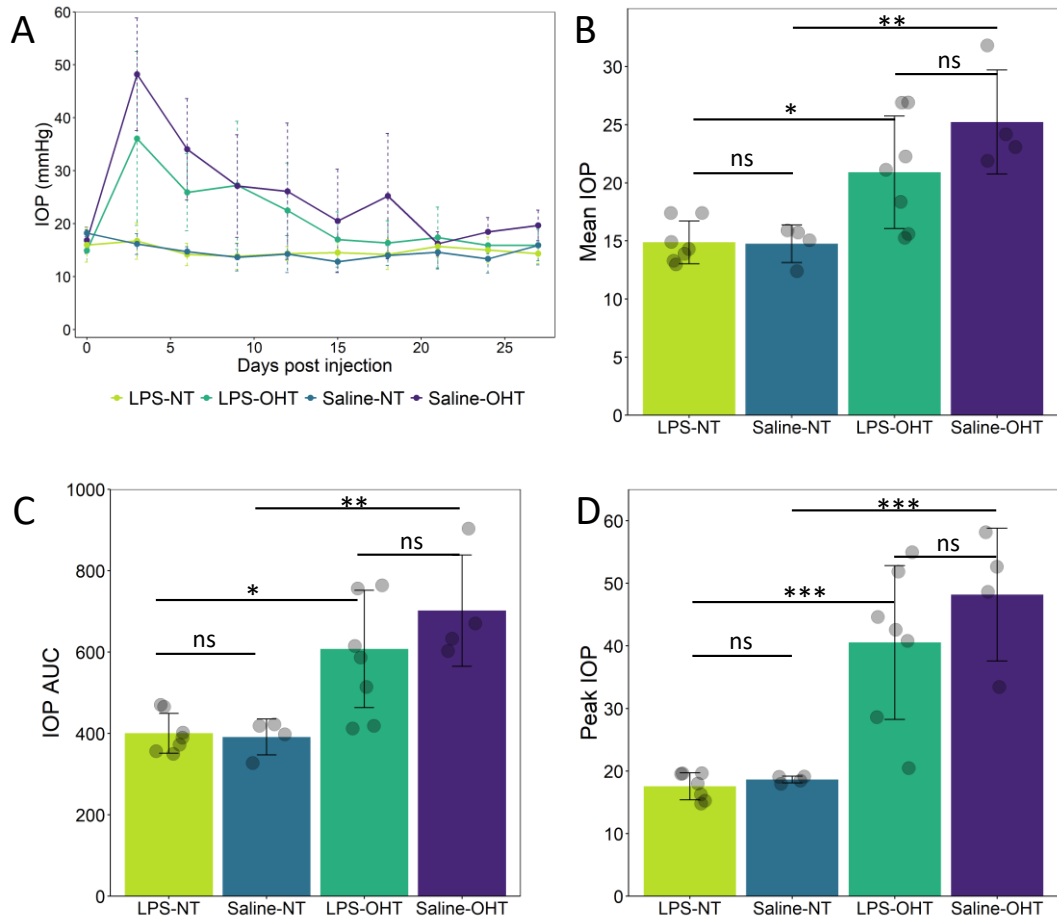 A
IOP (mmHg)
60
50
40
30
20
10
0
0 5 10 15 20 25
Days post injection
LPS-NT LPS-OHT Saline-NT Saline-OHT
B
Mean IOP
30
25
20
15
10
5
0
**
ns
*
ns
LPS-NT Saline-NT LPS-OHT Saline-OHT
C
IOP AUC
1000
800
600
400
200
0
**
ns
*
ns
LPS-NT Saline-NT LPS-OHT Saline-OHT
D
Peak IOP
60
50
40
30
20
10
0
***
ns
***
ns
LPS-NT Saline-NT LPS-OHT Saline-OHT